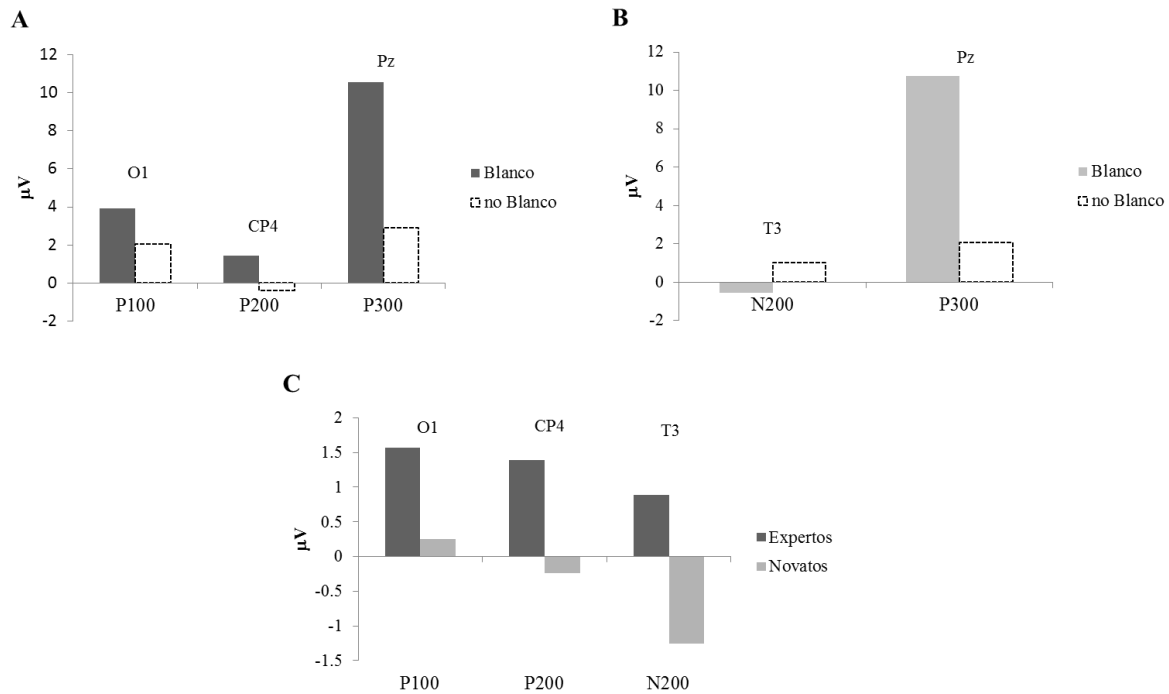 A
12
10
8
6
4
2
0
-2
µV
O1
CP4
Pz
P100
P200
P300
Blanco
no Blanco
B
12
10
8
6
4
2
0
-2
µV
T3
Pz
N200
P300
Blanco
no Blanco
C
2
1.5
1
0.5
0
-0.5
-1
-1.5
µV
O1
CP4
T3
P100
P200
N200
Expertos
Novatos